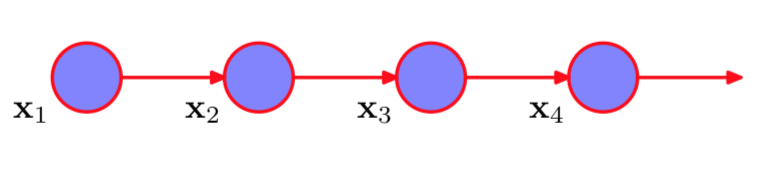 x₁ x₂ x₃ x₄